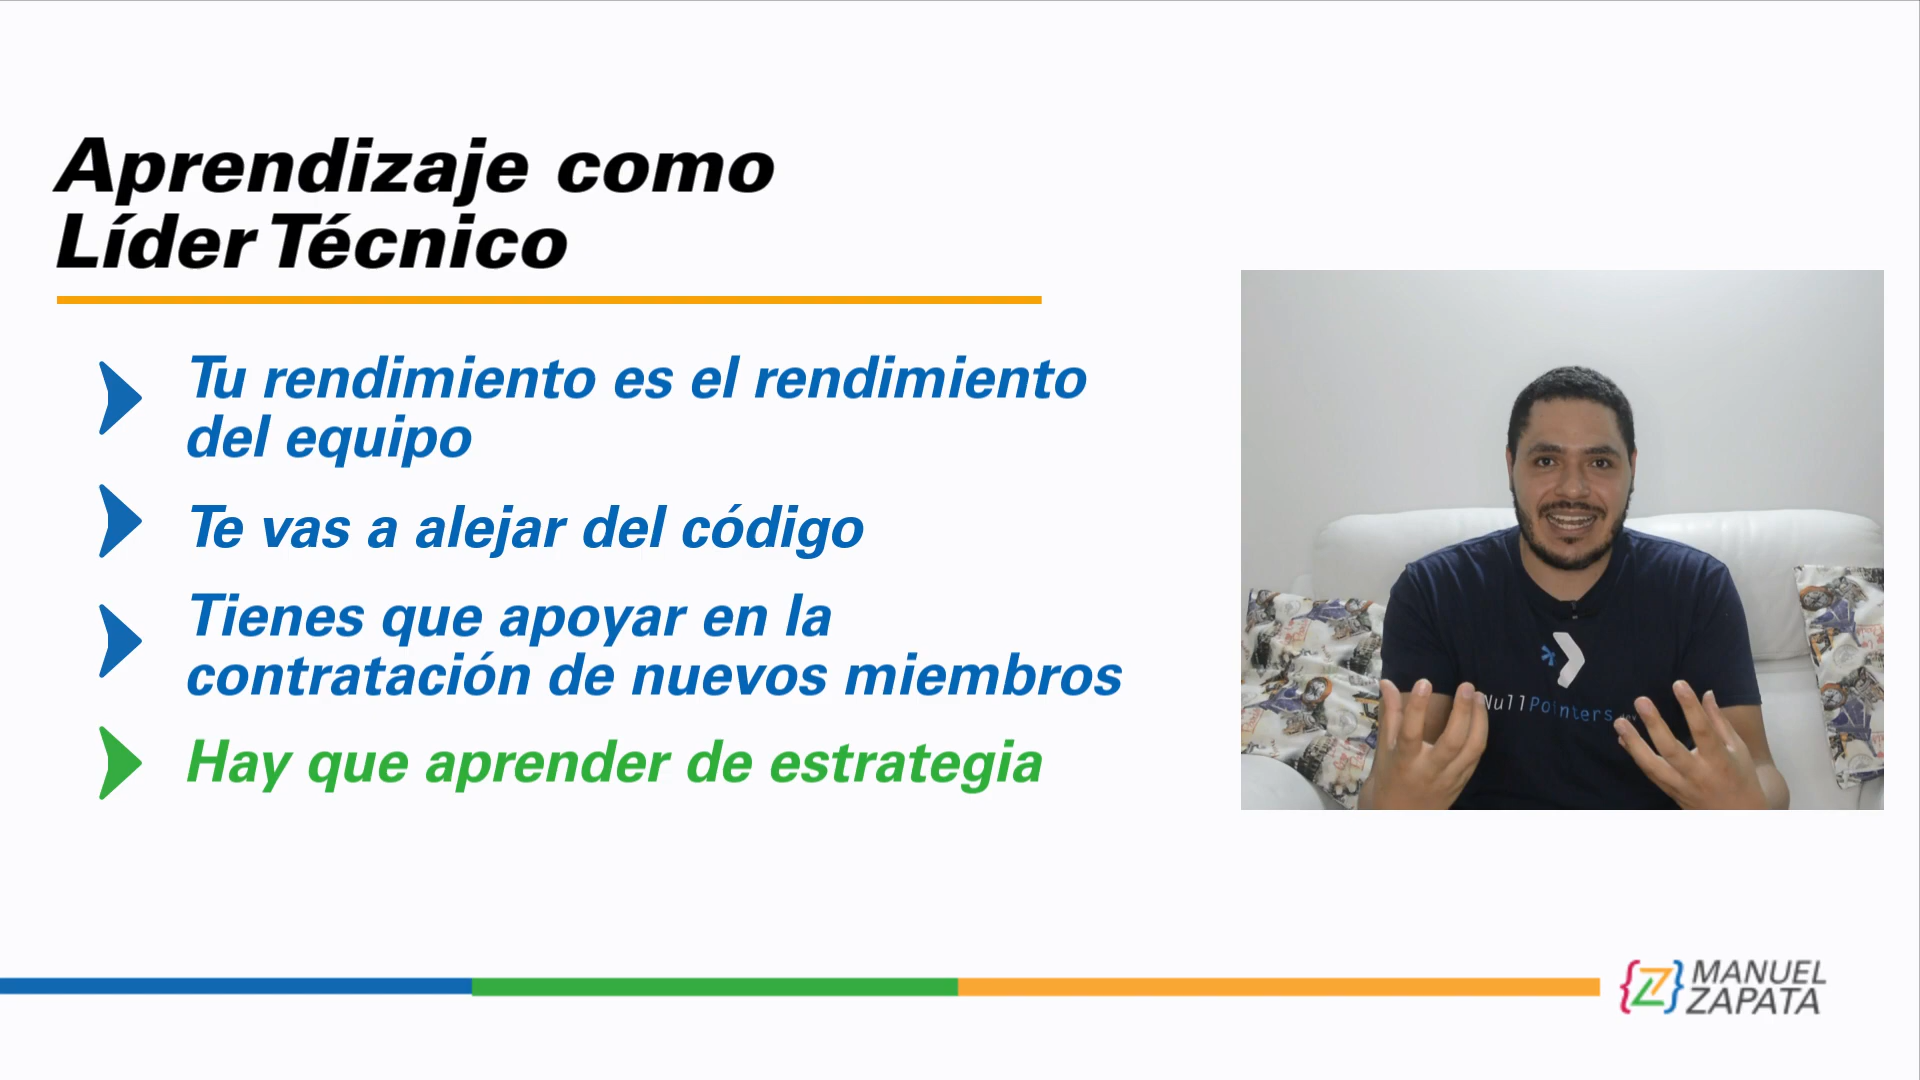 Aprendizaje como
Líder Técnico
Tu rendimiento es el rendimiento
del equipo
Te vas a alejar del código
Tienes que apoyar en la
contratación de nuevos miembros
Hay que aprender de estrategia
NullPointers
MANUEL
ZAPATA